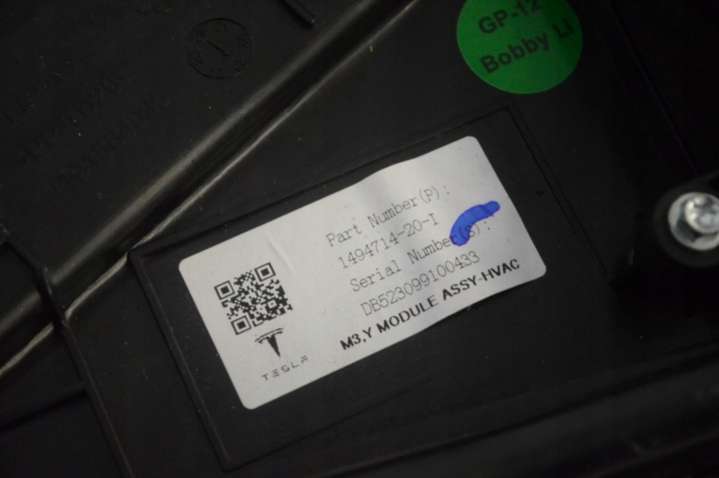 GP-12
Bobby LI
Part Number(P):
1494714-20-I
Serial Number(S):
DB523099100433
M3,Y MODULE ASSY-HVAC
TESLA